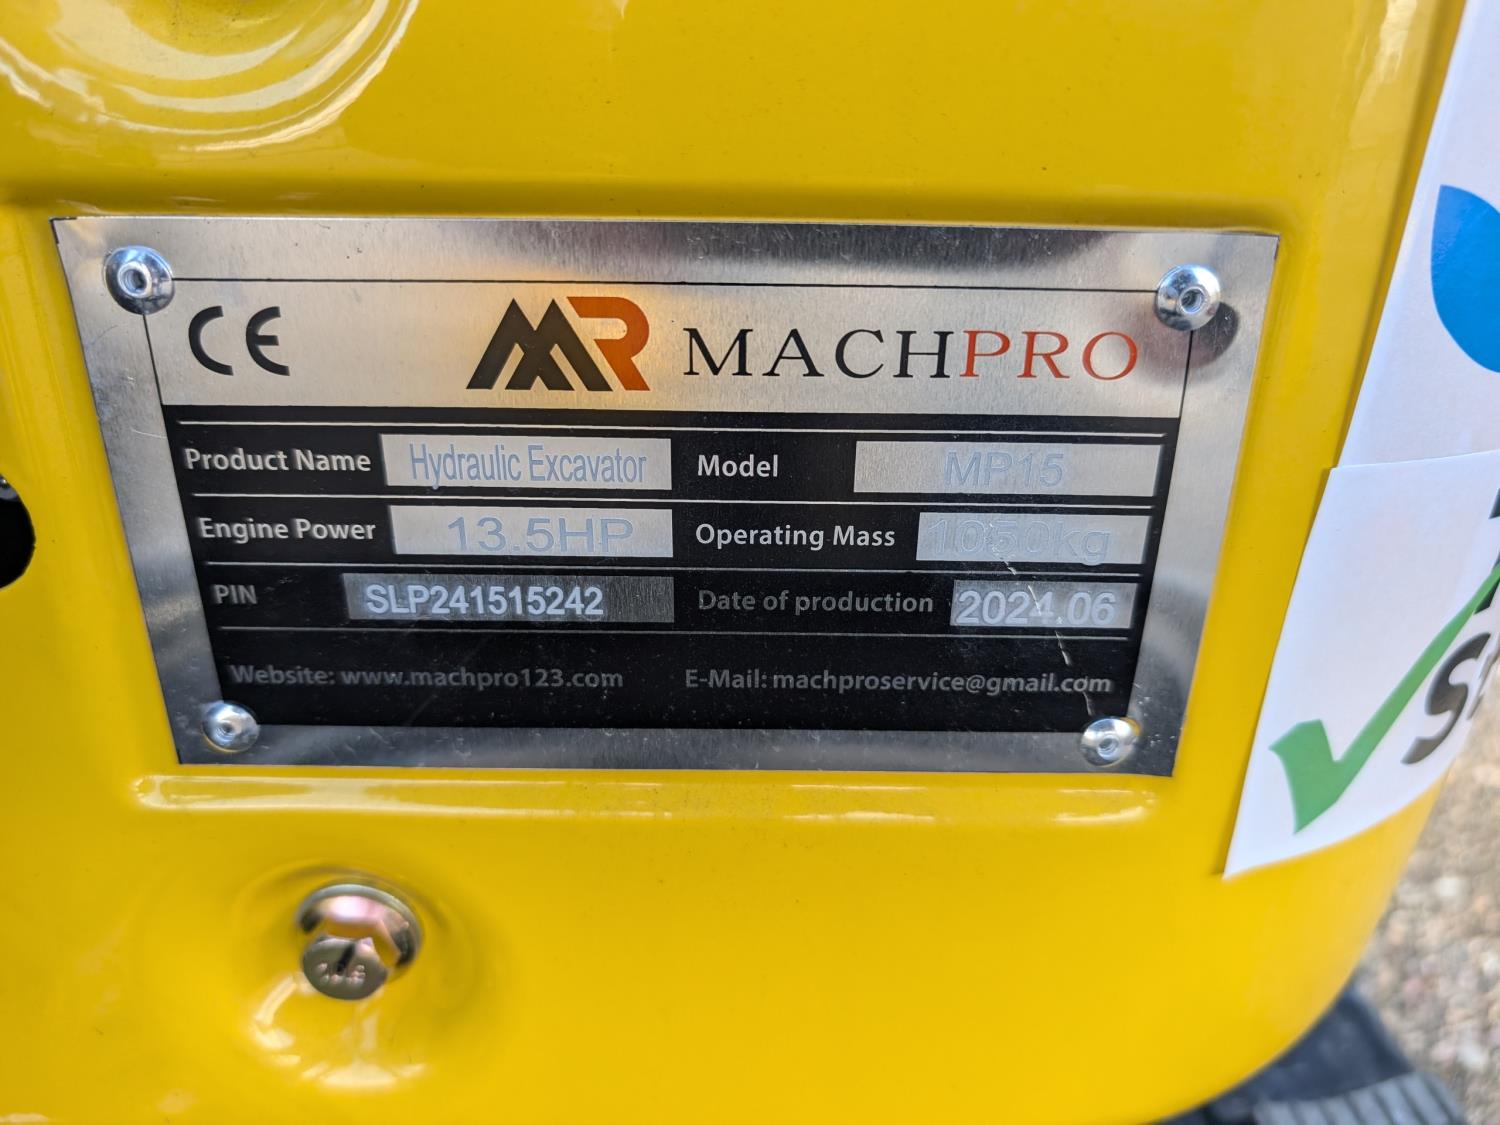 CE MR MACHPRO
Product Name Hydraulic Excavator Model MP15
Engine Power 13.5HP Operating Mass 1050kg
PIN SLP241515242 Date of production 2024.06
Website: www.machpro123.com E-Mail: machproservice@gmail.com